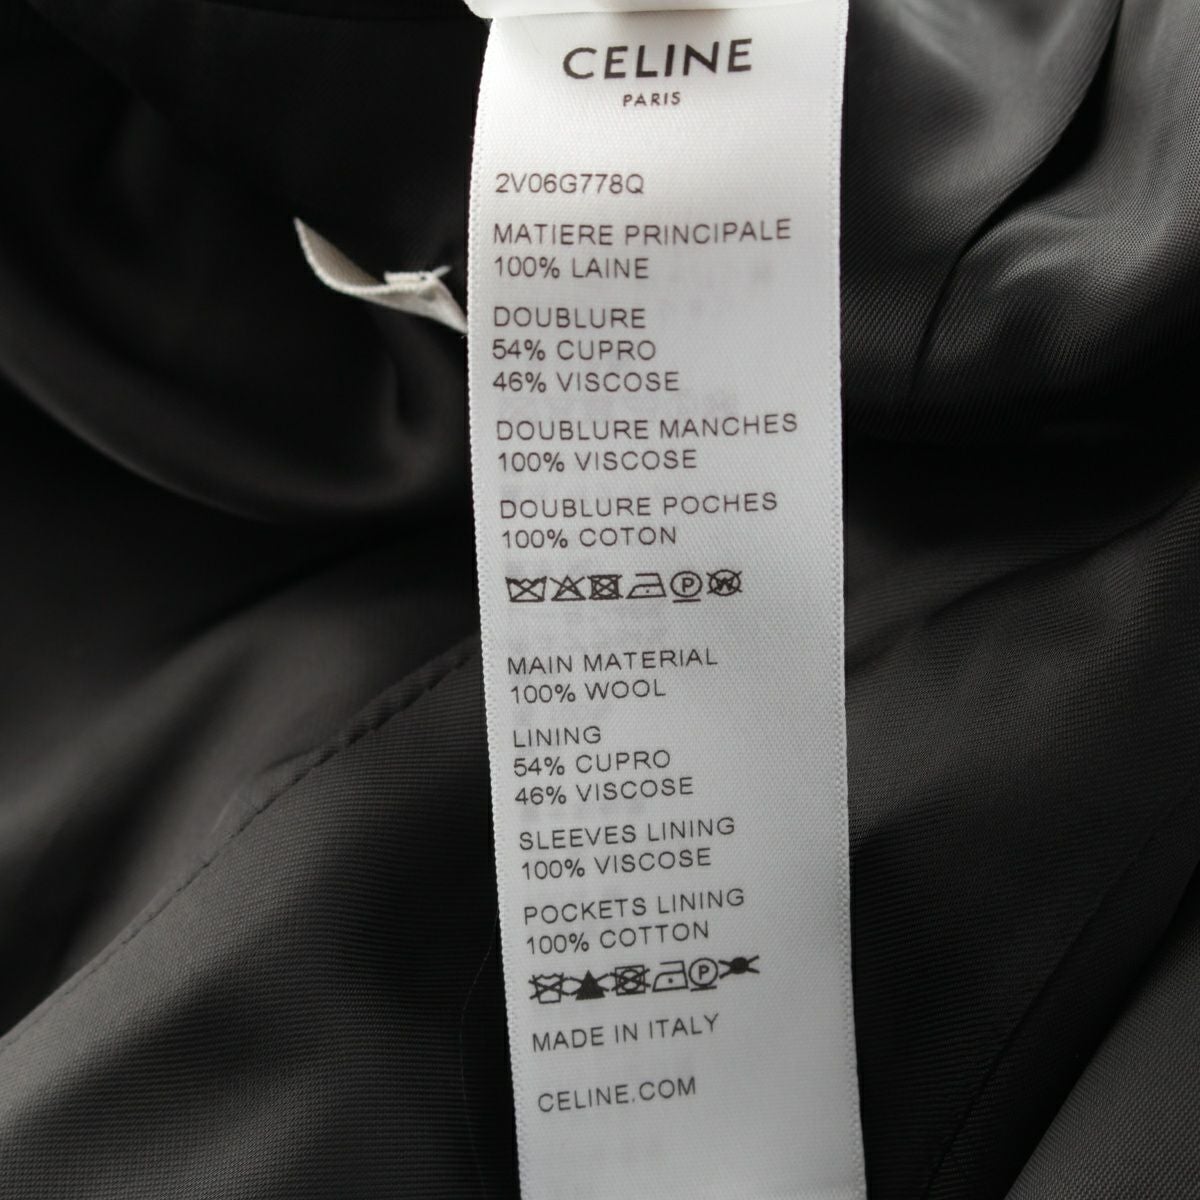 CELINE
PARIS
2V06G778Q
MATIERE PRINCIPALE
100% LAINE
DOUBLURE
54% CUPRO
46% VISCOSE
DOUBLURE MANCHES
100% VISCOSE
DOUBLURE POCHES
100% COTON
P W
MAIN MATERIAL
100% WOOL
LINING
54% CUPRO
46% VISCOSE
SLEEVES LINING
100% VISCOSE
POCKETS LINING
100% COTTON
P
MADE IN ITALY
CELINE.COM